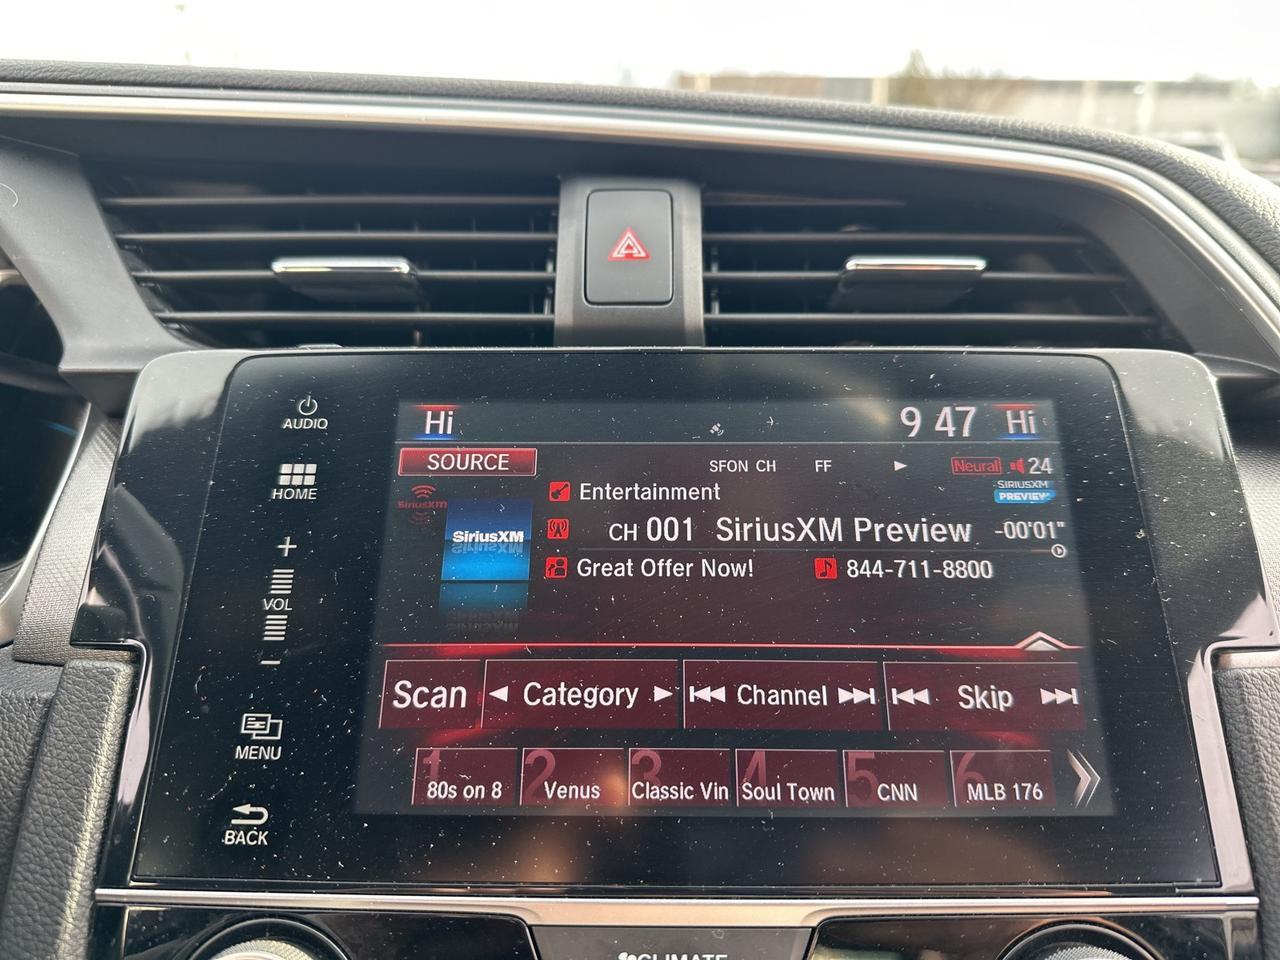 AUDIO
HOME
+
VOL
−
MENU
BACK
Hi 9 47 Hi
SOURCE SFON CH FF Neural 24
SiriusXM
SIRIUSXM
PREVIEW
Entertainment
SiriusXM
CH 001 SiriusXM Preview -00'01"
Great Offer Now! 844-711-8800
Scan Category Channel Skip
1 2 3 4 5 6
80s on 8 Venus Classic Vin Soul Town CNN MLB 176
CLIMATE